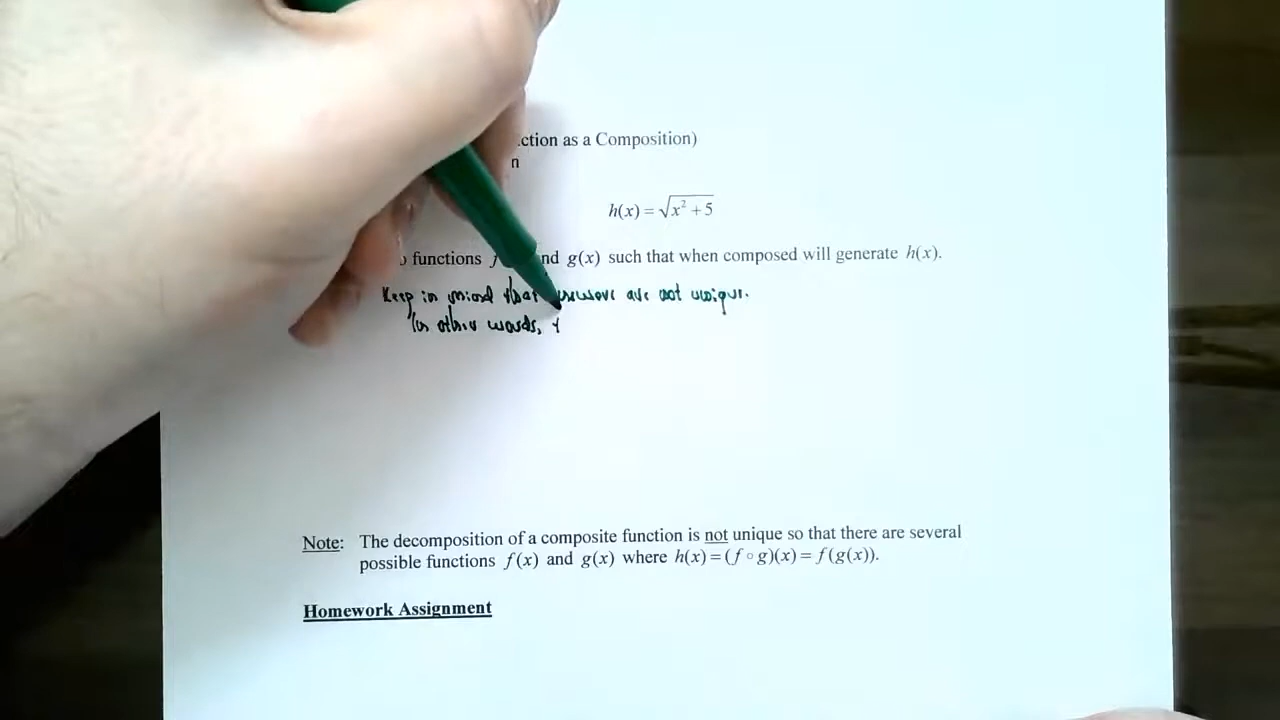 ction as a Composition)
n
h(x) = √(x² + 5)
functions f nd g(x) such that when composed will generate h(x).
Keep in mind that are not unique.
In other words,
Note: The decomposition of a composite function is not unique so that there are several
possible functions f(x) and g(x) where h(x) = (f ∘ g)(x) = f(g(x)).
Homework Assignment